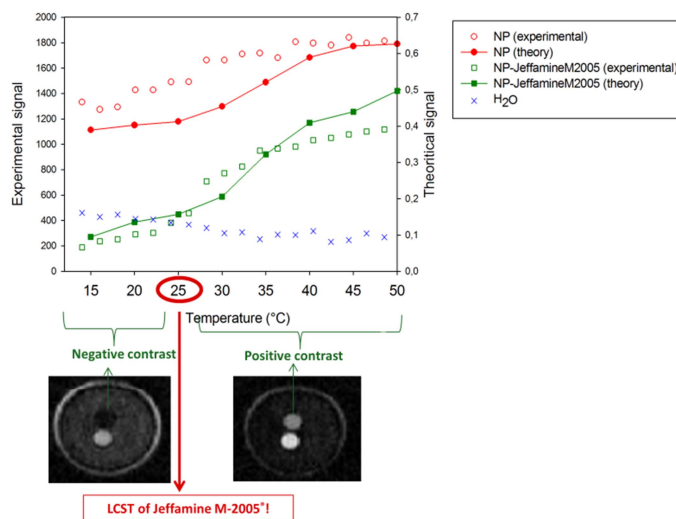 2000
1800
1600
1400
1200
1000
800
600
400
200
0
Experimental signal
0,7
0,6
0,5
0,4
0,3
0,2
0,1
0,0
Theoritical signal
15 20 25 30 35 40 45 50
Temperature (°C)
NP (experimental)
NP (theory)
NP-JeffamineM2005 (experimental)
NP-JeffamineM2005 (theory)
H2O
Negative contrast
Positive contrast
LCST of Jeffamine M-2005*!